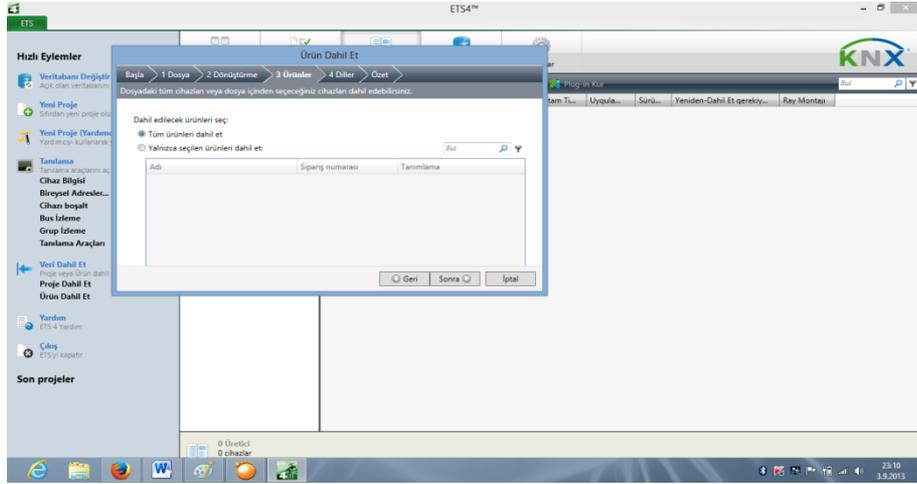 ETS4™
ETS
KNX
Hızlı Eylemler
Veritabanı Değiştir
Açık olan veritabanını
Yeni Proje
Sıfırdan yeni proje olu
Yeni Proje (Yardımc
Yardımcıyı kullanarak
Tanılama
Tanılama araçlarını aç
Cihaz Bilgisi
Bireysel Adresler...
Cihazı boşalt
Bus İzleme
Grup İzleme
Tanılama Araçları
Veri Dahil Et
Proje veya Ürün dahil
Proje Dahil Et
Ürün Dahil Et
Yardım
ETS 4 Yardım
Çıkış
ETS'yi kapatır
Son projeler
Ürün Dahil Et
Başla 1 Dosya 2 Dönüştürme 3 Ürünler 4 Diller Özet
Dosyadaki tüm cihazları veya dosya içinden seçeceğiniz cihazları dahil edebilirsiniz.
Dahil edilecek ürünleri seç:
Tüm ürünleri dahil et
Yalnızca seçilen ürünleri dahil et:
Bul
Adı Sipariş numarası Tanımlama
Geri Sonra İptal
ar
Plug-in Kur
Bul
tam Ti... Uygula... Sürü... Yeniden-Dahil Et gerekiy... Ray Montajı
0 Üretici
0 cihazlar
23:10
3.9.2013